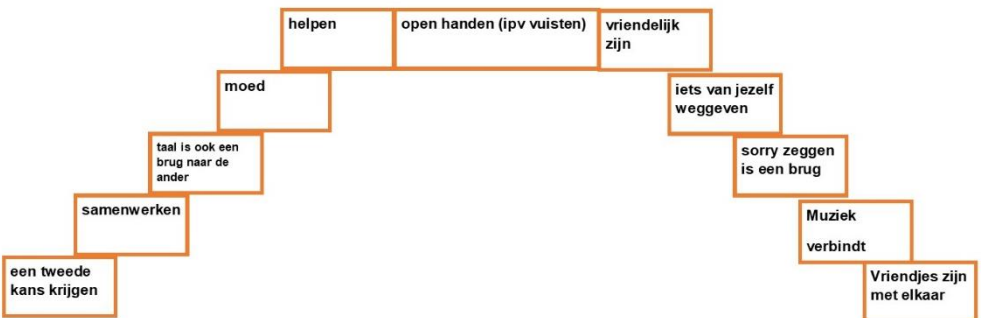 helpen
open handen (ipv vuisten)
vriendelijk
zijn
moed
iets van jezelf
weggeven
taal is ook een
brug naar de
ander
sorry zeggen
is een brug
samenwerken
Muziek
verbindt
een tweede
kans krijgen
Vriendjes zijn
met elkaar